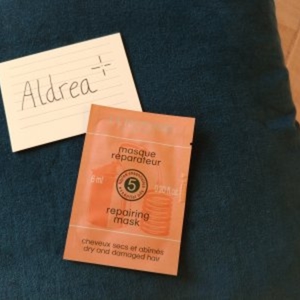 Aldrea
masque
réparateur
5
repairing
mask
cheveux secs et abîmés
dry and damaged hair